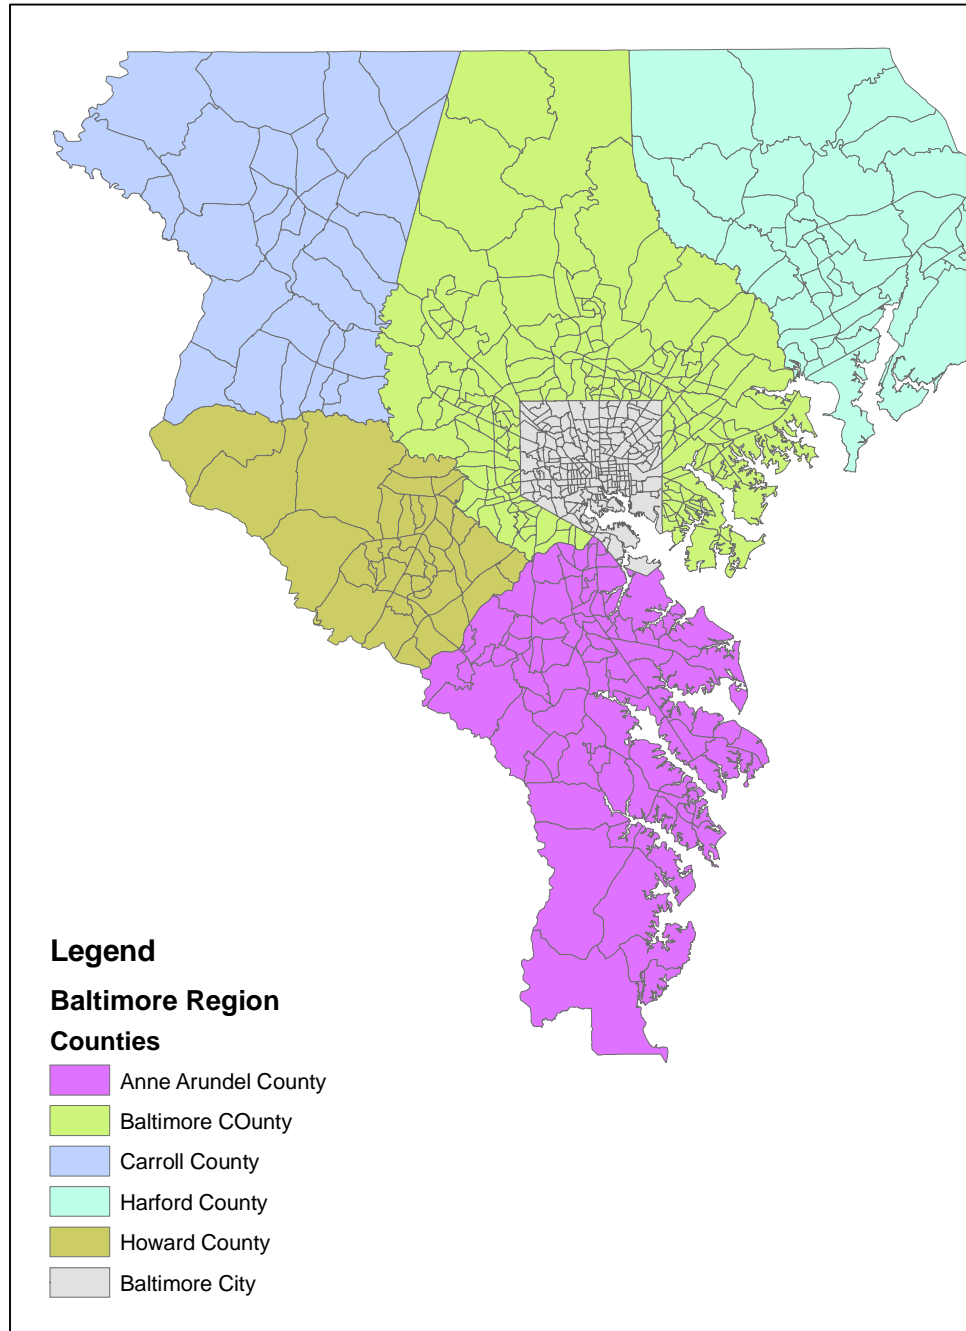 Legend
Baltimore Region
Counties
Anne Arundel County
Baltimore COunty
Carroll County
Harford County
Howard County
Baltimore City